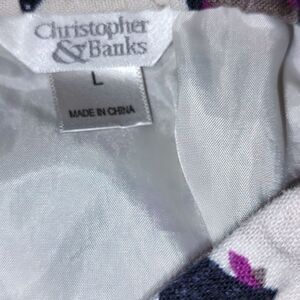 Christopher
& Banks
L
MADE IN CHINA